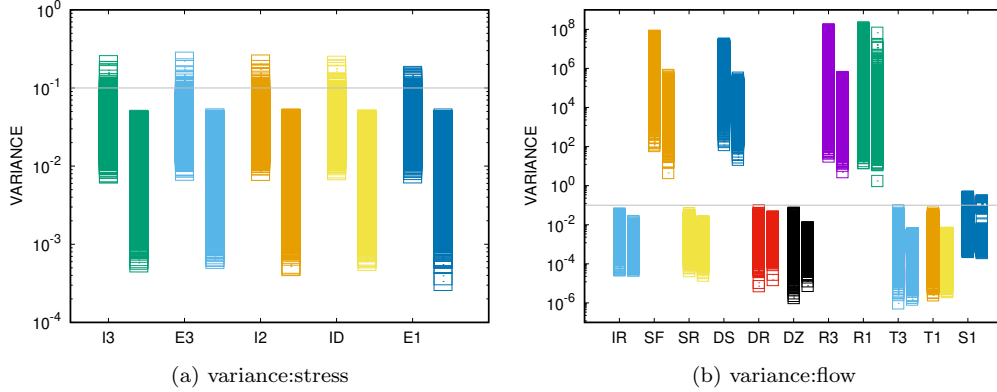 10^0
10^-1
10^-2
10^-3
10^-4
VARIANCE
I3 E3 I2 ID E1
(a) variance:stress
10^8
10^6
10^4
10^2
10^0
10^-2
10^-4
10^-6
VARIANCE
IR SF SR DS DR DZ R3 R1 T3 T1 S1
(b) variance:flow